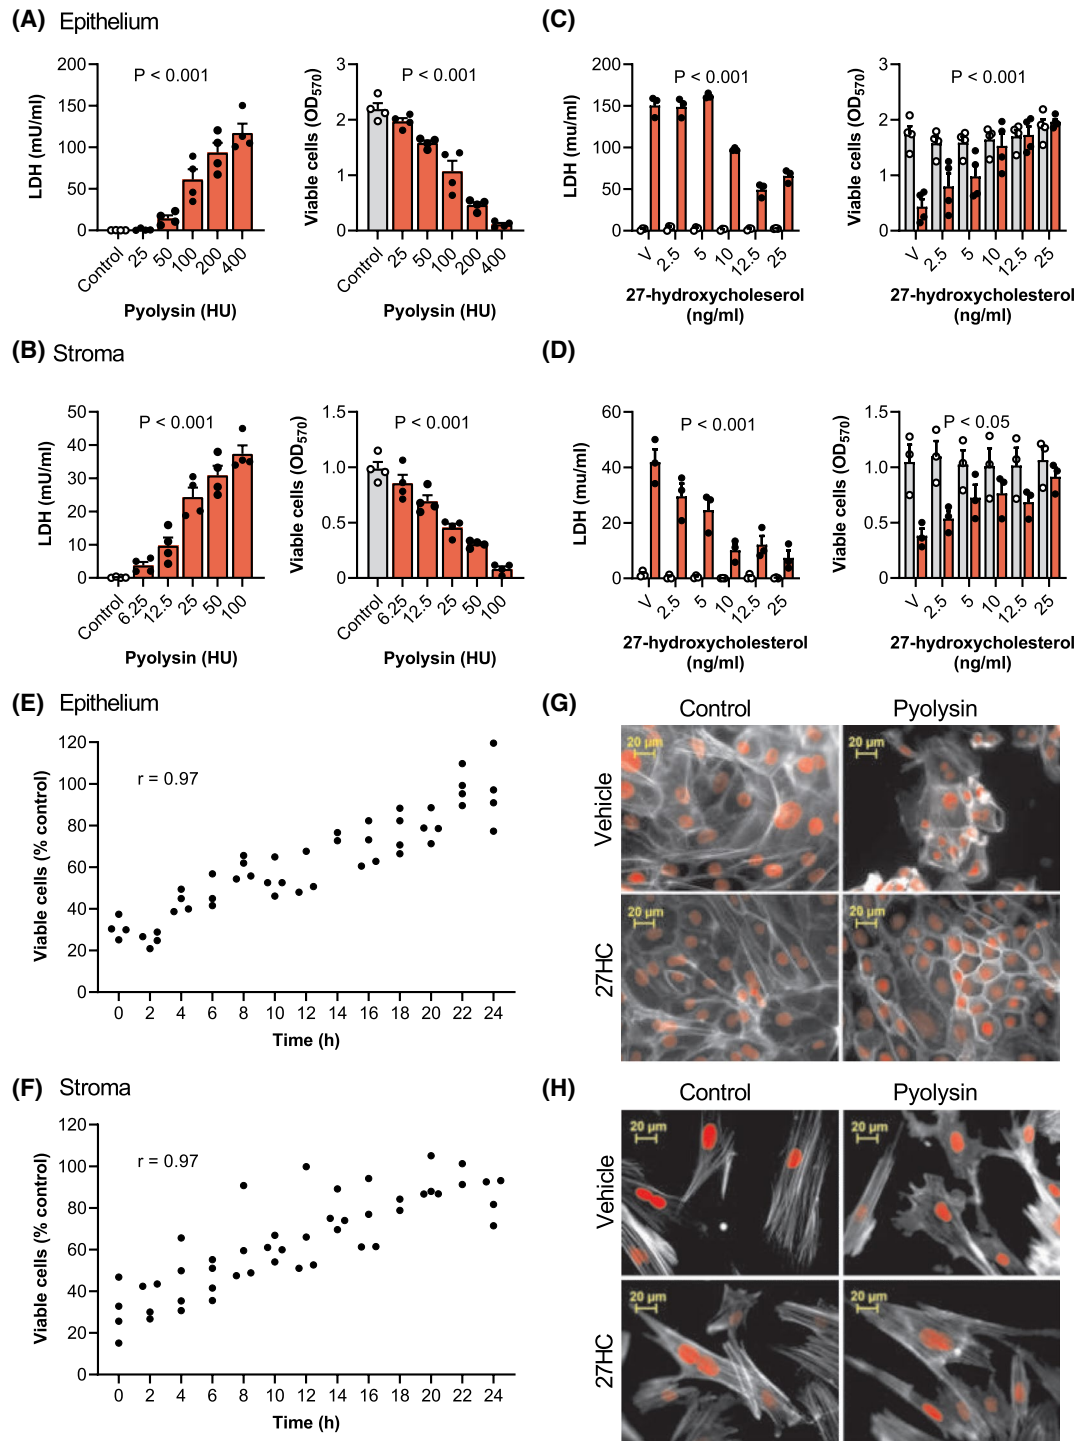 (A) Epithelium
200
150
100
50
0
LDH (mU/ml)
P < 0.001
Control
25
50
100
200
400
Pyolysin (HU)
3
2
1
0
Viable cells (OD570)
P < 0.001
Control
25
50
100
200
400
Pyolysin (HU)
(C)
200
150
100
50
0
LDH (mu/ml)
P < 0.001
V
2.5
5
10
12.5
25
27-hydroxycholeserol
(ng/ml)
3
2
1
0
Viable cells (OD570)
P < 0.001
V
2.5
5
10
12.5
25
27-hydroxycholesterol
(ng/ml)
(B) Stroma
50
40
30
20
10
0
LDH (mU/ml)
P < 0.001
Control
6.25
12.5
25
50
100
Pyolysin (HU)
1.5
1.0
0.5
0
Viable cells (OD570)
P < 0.001
Control
6.25
12.5
25
50
100
Pyolysin (HU)
(D)
60
40
20
0
LDH (mu/ml)
P < 0.001
V
2.5
5
10
12.5
25
27-hydroxycholesterol
(ng/ml)
1.5
1.0
0.5
0
Viable cells (OD570)
P < 0.05
V
2.5
5
10
12.5
25
27-hydroxycholesterol
(ng/ml)
(E) Epithelium
120
100
80
60
40
20
0
Viable cells (% control)
r = 0.97
0 2 4 6 8 10 12 14 16 18 20 22 24
Time (h)
(G)
Control Pyolysin
Vehicle
20 µm
20 µm
27HC
20 µm
20 µm
(F) Stroma
120
100
80
60
40
20
0
Viable cells (% control)
r = 0.97
0 2 4 6 8 10 12 14 16 18 20 22 24
Time (h)
(H)
Control Pyolysin
Vehicle
20 µm
20 µm
27HC
20 µm
20 µm